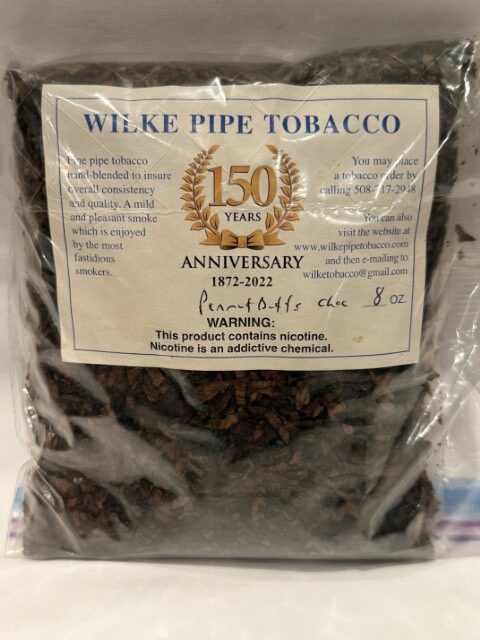 WILKE PIPE TOBACCO
Fine pipe tobacco
hand-blended to insure
overall consistency
and quality. A mild
and pleasant smoke
which is enjoyed
by the most
fastidious
smokers.
150
YEARS
ANNIVERSARY
1872-2022
You may place
a tobacco order by
calling 508-717-2948
You can also
visit the website at
www.wilkepipetobacco.com
and then e-mailing to
wilketobacco@gmail.com
Choc 8 OZ.
WARNING:
This product contains nicotine.
Nicotine is an addictive chemical.